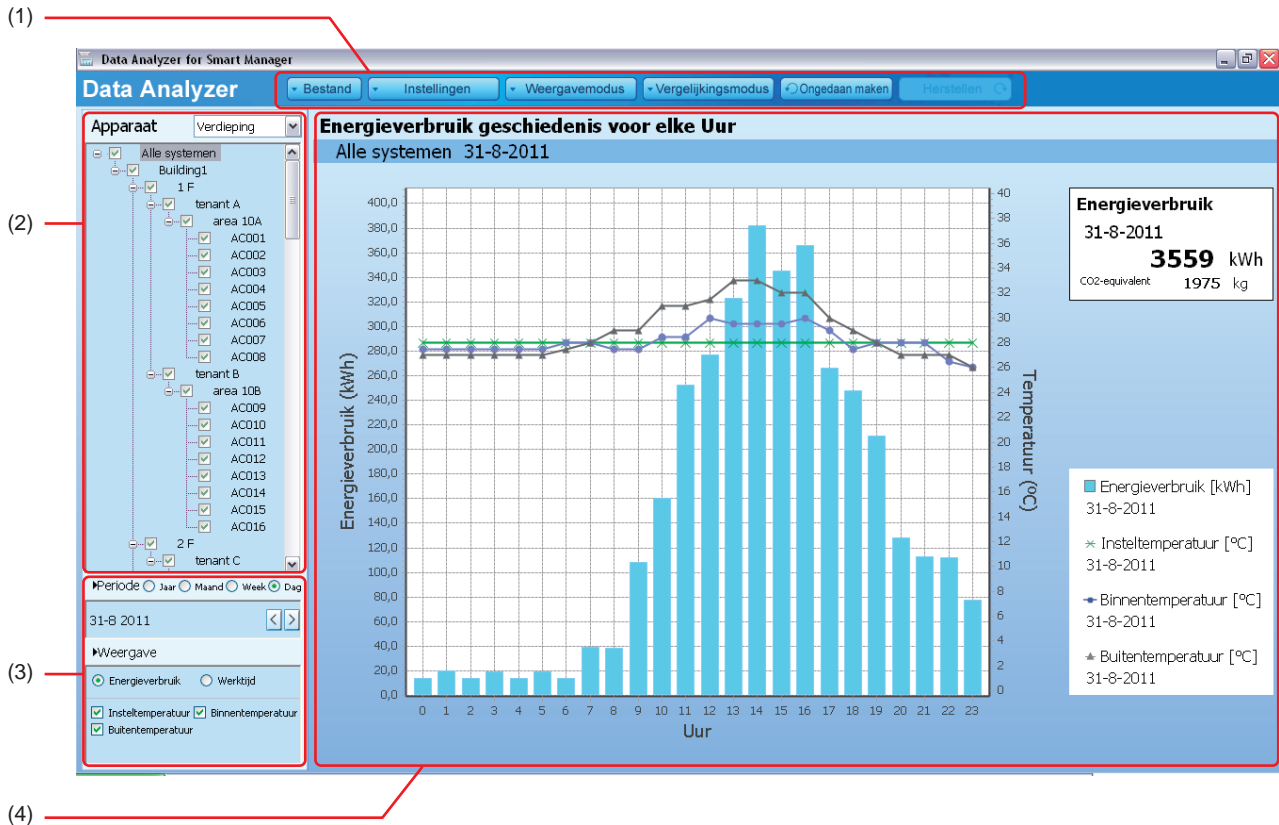 (1)
Data Analyzer for Smart Manager
Data Analyzer
Bestand
Instellingen
Weergavemodus
Vergelijkingsmodus
Ongedaan maken
Herstellen
(2)
Apparaat
Verdieping
Alle systemen
Building1
1 F
tenant A
area 10A
AC001
AC002
AC003
AC004
AC005
AC006
AC007
AC008
tenant B
area 10B
AC009
AC010
AC011
AC012
AC013
AC014
AC015
AC016
2 F
tenant C
(3)
Periode Jaar Maand Week Dag
31-8 2011
Weergave
Energieverbruik Werktijd
Insteltemperatuur Binnentemperatuur
Buitentemperatuur
(4)
Energieverbruik geschiedenis voor elke Uur
Alle systemen 31-8-2011
Energieverbruik (kWh)
400,0
380,0
360,0
340,0
320,0
300,0
280,0
260,0
240,0
220,0
200,0
180,0
160,0
140,0
120,0
100,0
80,0
60,0
40,0
20,0
0,0
0 1 2 3 4 5 6 7 8 9 10 11 12 13 14 15 16 17 18 19 20 21 22 23
Uur
40
38
36
34
32
30
28
26
24
22
20
18
16
14
12
10
8
6
4
2
0
Temperatuur (ºC)
Energieverbruik
31-8-2011
3559 kWh
CO2-equivalent 1975 kg
Energieverbruik [kWh]
31-8-2011
Insteltemperatuur [ºC]
31-8-2011
Binnentemperatuur [ºC]
31-8-2011
Buitentemperatuur [ºC]
31-8-2011